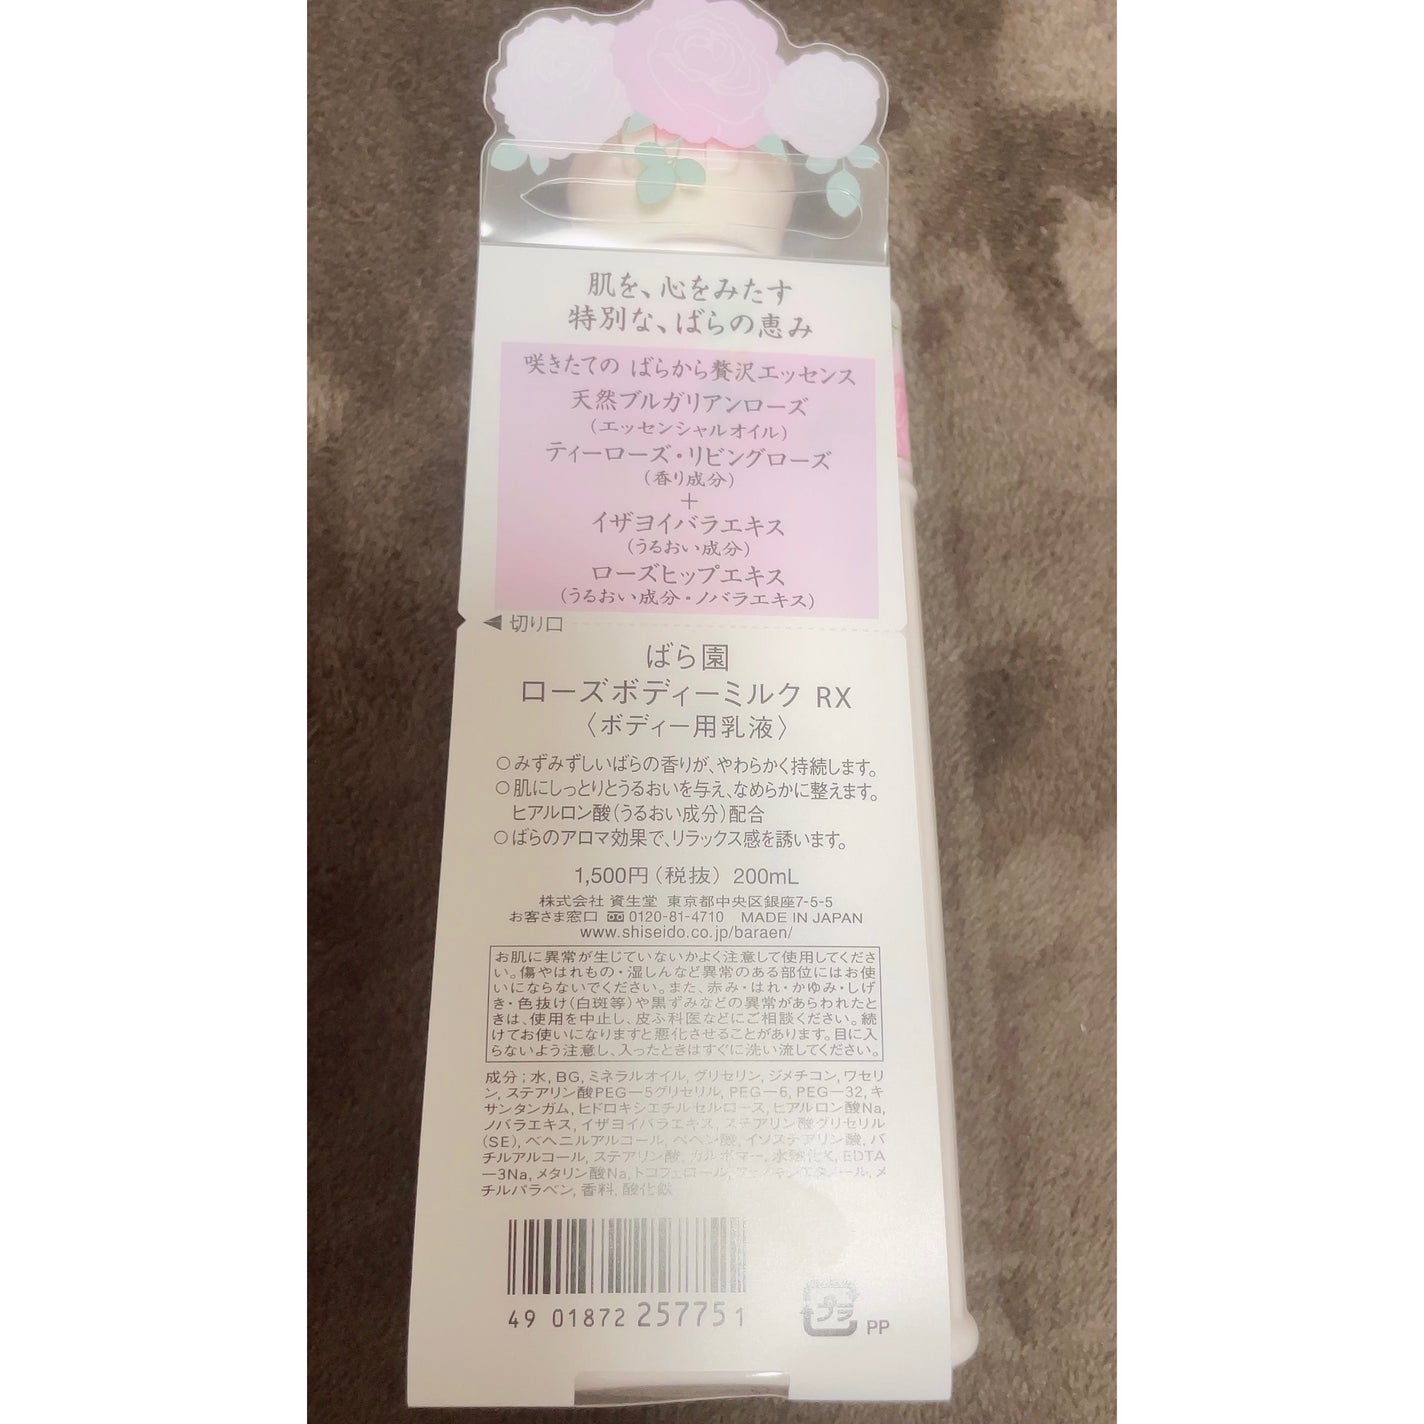 肌を、心をみたす
特別な、ばらの恵み
咲きたての ばらから贅沢エッセンス
天然ブルガリアンローズ
(エッセンシャルオイル)
ティーローズ・リビングローズ
(香り成分)
+
イザヨイバラエキス
(うるおい成分)
ローズヒップエキス
(うるおい成分・ノバラエキス)
◀ 切り口
ばら園
ローズボディーミルク RX
〈ボディー用乳液〉
○みずみずしいばらの香りが、やわらかく持続します。
○肌にしっとりとうるおいを与え、なめらかに整えます。
ヒアルロン酸(うるおい成分)配合
○ばらのアロマ効果で、リラックス感を誘います。
1,500円(税抜) 200mL
株式会社 資生堂 東京都中央区銀座7-5-5
お客さま窓口 0120-81-4710 MADE IN JAPAN
www.shiseido.co.jp/baraen/
お肌に異常が生じていないかよく注意して使用してくださ
い。傷やはれもの・湿しんなど異常のある部位にはお使
いにならないでください。また、赤み・はれ・かゆみ・しげ
き・色抜け(白斑等)や黒ずみなどの異常があらわれたと
きは、使用を中止し、皮ふ科医などにご相談ください。続
けてお使いになりますと悪化させることがあります。目に入
らないよう注意し、入ったときはすぐに洗い流してください。
成分;水, BG, ミネラルオイル, グリセリン, ジメチコン, ワセリ
ン, ステアリン酸PEG-5グリセリル, PEG-6, PEG-32, キ
サンタンガム, ヒドロキシエチルセルロース, ヒアルロン酸Na,
ノバラエキス, イザヨイバラエキス, ステアリン酸グリセリル
(SE), ベヘニルアルコール, ベヘン酸, イソステアリン酸, バ
チルアルコール, ステアリン酸, カルボマー, 水酸化K, EDTA
-3Na, メタリン酸Na, トコフェロール, フェノキシエタノール, メ
チルパラベン, 香料, 酸化鉄
49 01872 257751
プラ
PP